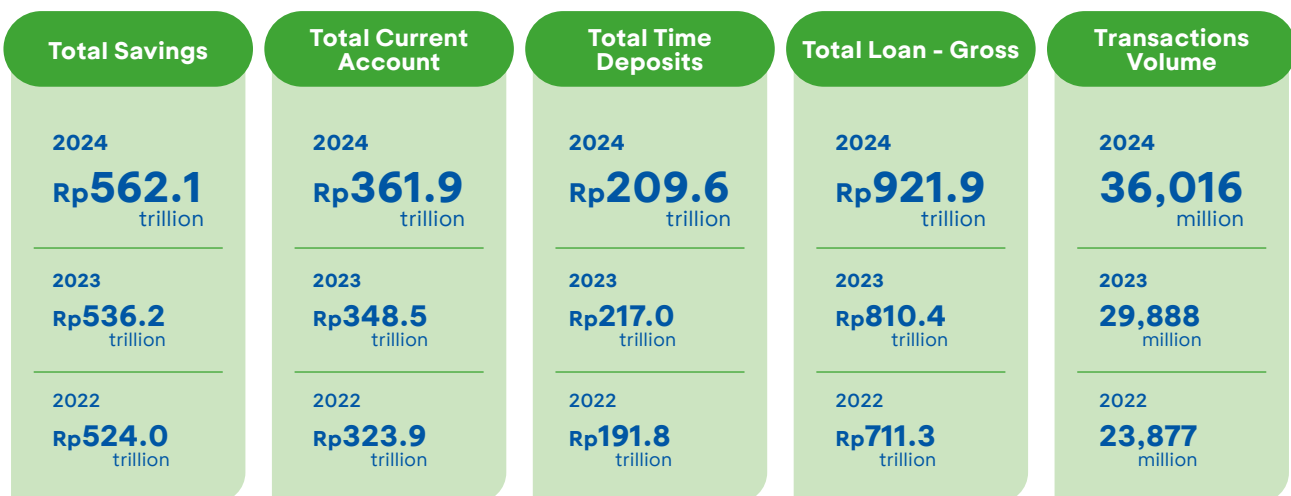 Total Savings
2024
Rp562.1
trillion
2023
Rp536.2
trillion
2022
Rp524.0
trillion
Total Current
Account
2024
Rp361.9
trillion
2023
Rp348.5
trillion
2022
Rp323.9
trillion
Total Time
Deposits
2024
Rp209.6
trillion
2023
Rp217.0
trillion
2022
Rp191.8
trillion
Total Loan - Gross
2024
Rp921.9
trillion
2023
Rp810.4
trillion
2022
Rp711.3
trillion
Transactions
Volume
2024
36,016
million
2023
29,888
million
2022
23,877
million